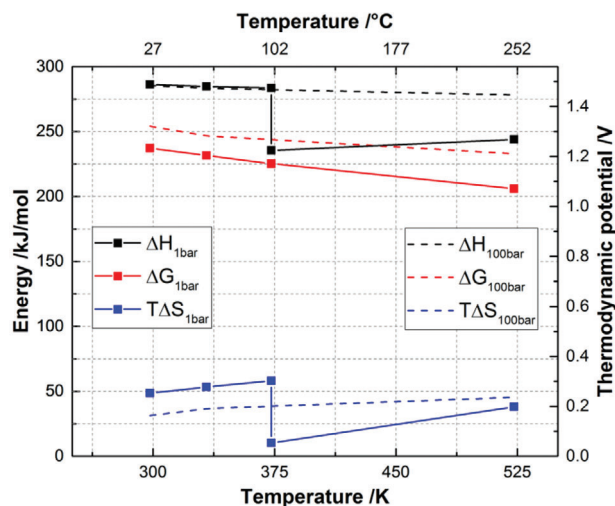 Temperature /°C
27 102 177 252
300
250
200
150
100
50
0
Energy /kJ/mol
1.4
1.2
1.0
0.8
0.6
0.4
0.2
0.0
Thermodynamic potential /V
ΔH1bar
ΔG1bar
TΔS1bar
ΔH100bar
ΔG100bar
TΔS100bar
300 375 450 525
Temperature /K